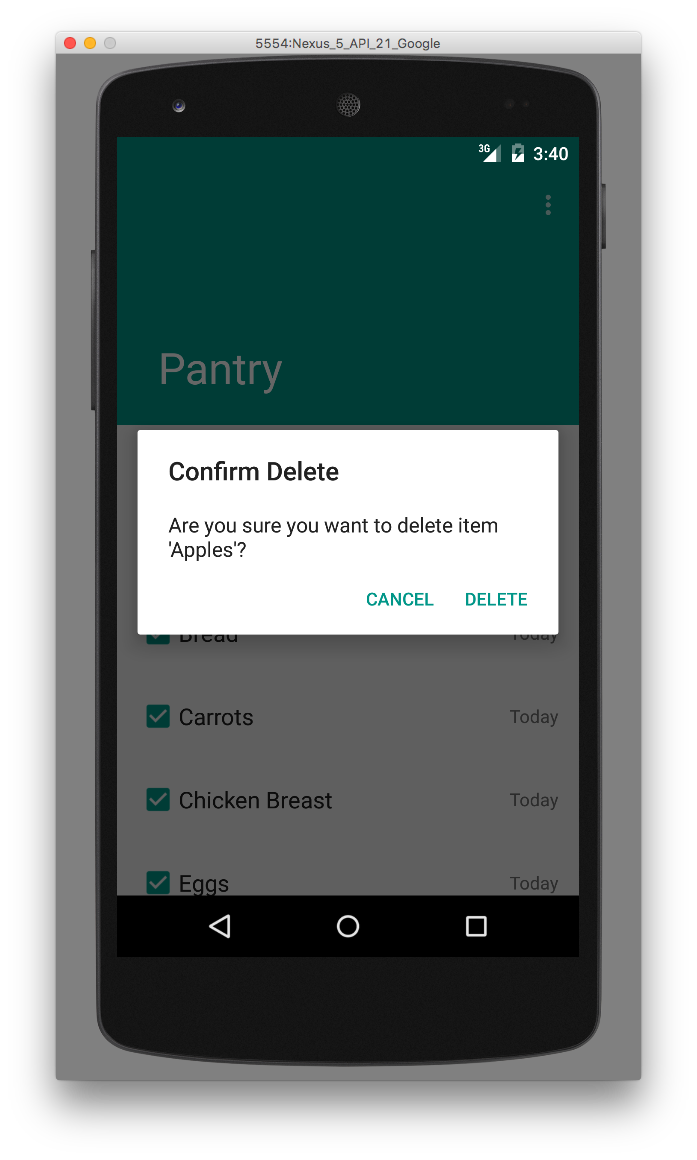 5554:Nexus_5_API_21_Google
3G 3:40
Pantry
Confirm Delete
Are you sure you want to delete item
'Apples'?
CANCEL DELETE
Bread Today
Carrots Today
Chicken Breast Today
Eggs Today